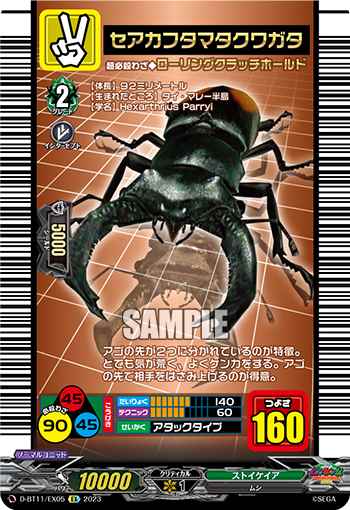 セアカフタマタクワガタ
超必殺わざ◆ローリングクラッチホールド
2
グレード
【体長】92ミリメートル
【生まれたところ】タイ・マレー半島
【学名】Hexarthrius Parryi
インターセプト
5000
シールド
SAMPLE
アゴの先が2つに分かれているのが特徴。
とても気が荒く、よくケンカをする。アゴ
の先で相手をはさみ上げるのが得意。
必殺わざ
45
90
45
たいりょく 140
テクニック 60
せいかく アタックタイプ
つよさ
160
ノーマルユニット
パワー
10000
クリティカル
1
ストイケイア
ムシ
D-BT11/EX05 EX 2023
©SEGA